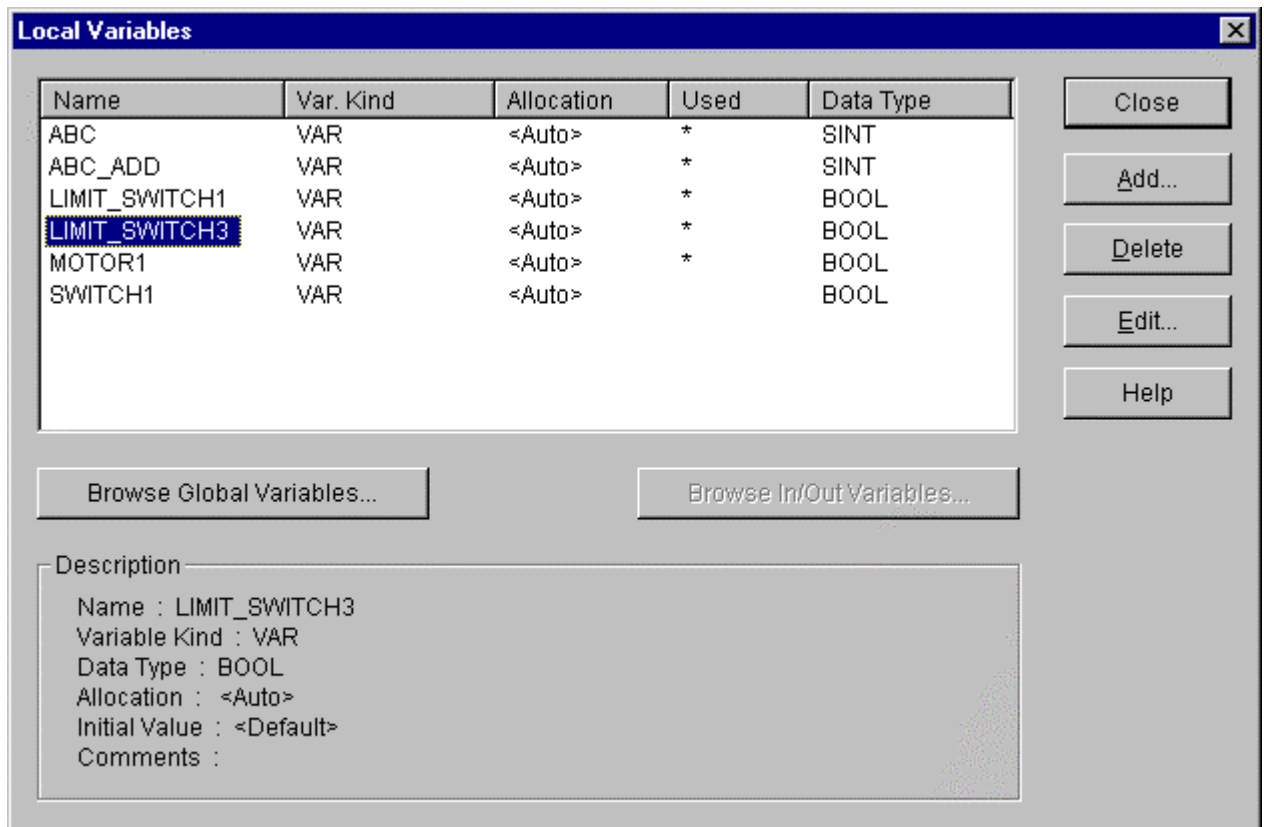 Local Variables
Name Var. Kind Allocation Used Data Type
ABC VAR <Auto> * SINT
ABC_ADD VAR <Auto> * SINT
LIMIT_SWITCH1 VAR <Auto> * BOOL
LIMIT_SWITCH3 VAR <Auto> * BOOL
MOTOR1 VAR <Auto> * BOOL
SWITCH1 VAR <Auto> BOOL
Close
Add...
Delete
Edit...
Help
Browse Global Variables...
Browse In/Out Variables...
Description
Name : LIMIT_SWITCH3
Variable Kind : VAR
Data Type : BOOL
Allocation : <Auto>
Initial Value : <Default>
Comments :